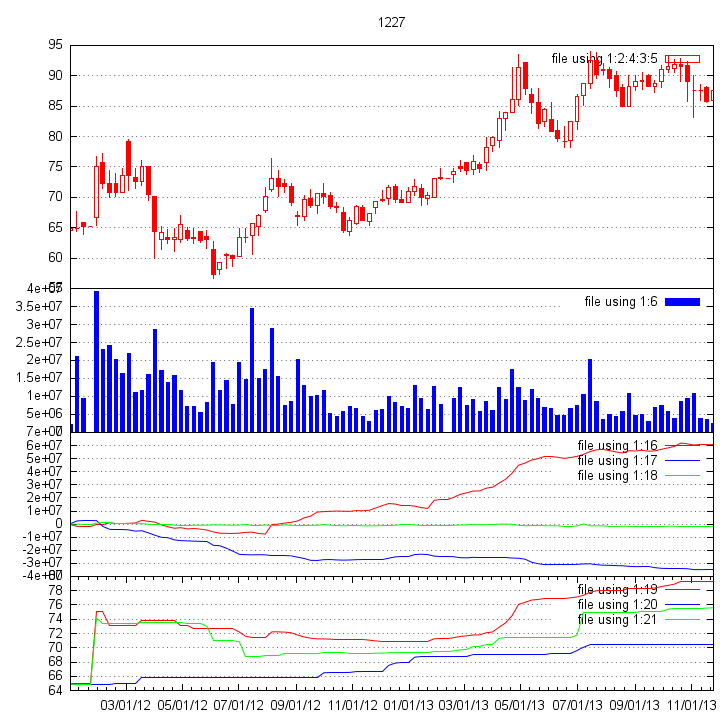 1227
95
90
85
80
75
70
65
60
file using 1:2:4:3:5
4e+07
3.5e+07
3e+07
2.5e+07
2e+07
1.5e+07
1e+07
5e+06
file using 1:6
6e+07
5e+07
4e+07
3e+07
2e+07
1e+07
0
-1e+07
-2e+07
-3e+07
file using 1:16
file using 1:17
file using 1:18
78
76
74
72
70
68
66
64
file using 1:19
file using 1:20
file using 1:21
03/01/12 05/01/12 07/01/12 09/01/12 11/01/12 01/01/13 03/01/13 05/01/13 07/01/13 09/01/13 11/01/13